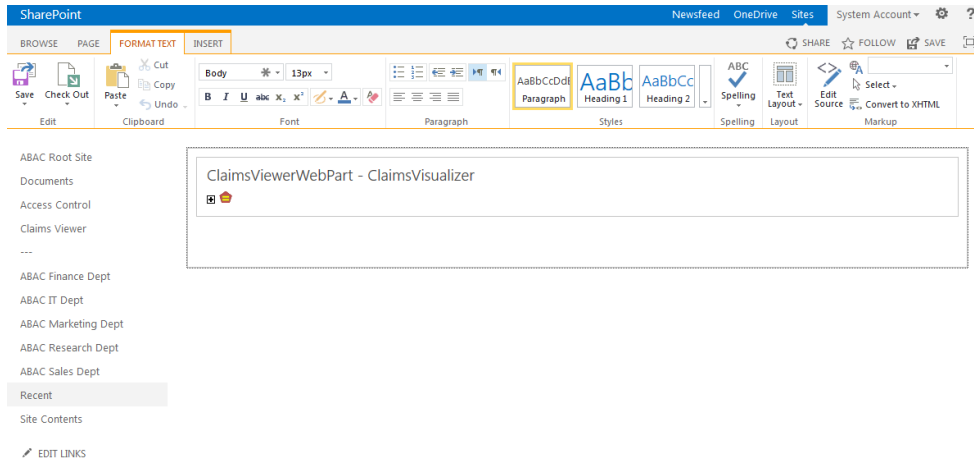 SharePoint Newsfeed OneDrive Sites System Account ?
BROWSE PAGE FORMAT TEXT INSERT SHARE FOLLOW SAVE
Save Check Out Paste Cut Copy Undo
Body 13px
B I U abc x₂ x² A
AaBbCcDdE AaBb AaBbCc
Paragraph Heading 1 Heading 2
ABC Spelling Text Layout Edit Source Select Convert to XHTML
Edit Clipboard Font Paragraph Styles Spelling Layout Markup
ABAC Root Site
Documents
Access Control
Claims Viewer
---
ABAC Finance Dept
ABAC IT Dept
ABAC Marketing Dept
ABAC Research Dept
ABAC Sales Dept
Recent
Site Contents
EDIT LINKS
ClaimsViewerWebPart - ClaimsVisualizer